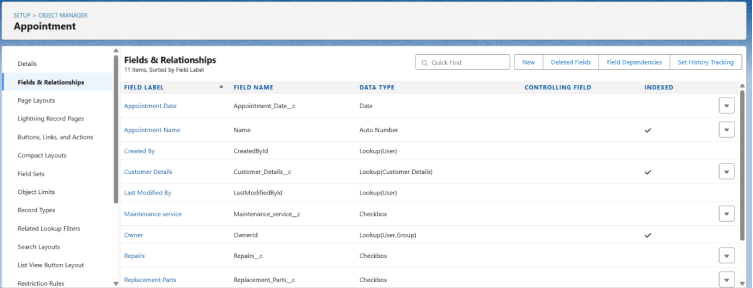 SETUP > OBJECT MANAGER
Appointment
Details
Fields & Relationships
Page Layouts
Lightning Record Pages
Buttons, Links, and Actions
Compact Layouts
Field Sets
Object Limits
Record Types
Related Lookup Filters
Search Layouts
List View Button Layout
Restriction Rules
Fields & Relationships
11 Items, Sorted by Field Label
Quick Find
New Deleted Fields Field Dependencies Set History Tracking
FIELD LABEL FIELD NAME DATA TYPE CONTROLLING FIELD INDEXED
Appointment Date Appointment_Date__c Date
Appointment Name Name Auto Number
Created By CreatedById Lookup(User)
Customer Details Customer_Details__c Lookup(Customer Details)
Last Modified By LastModifiedById Lookup(User)
Maintenance service Maintenance_service__c Checkbox
Owner OwnerId Lookup(User,Group)
Repairs Repairs__c Checkbox
Replacement Parts Replacement_Parts__c Checkbox